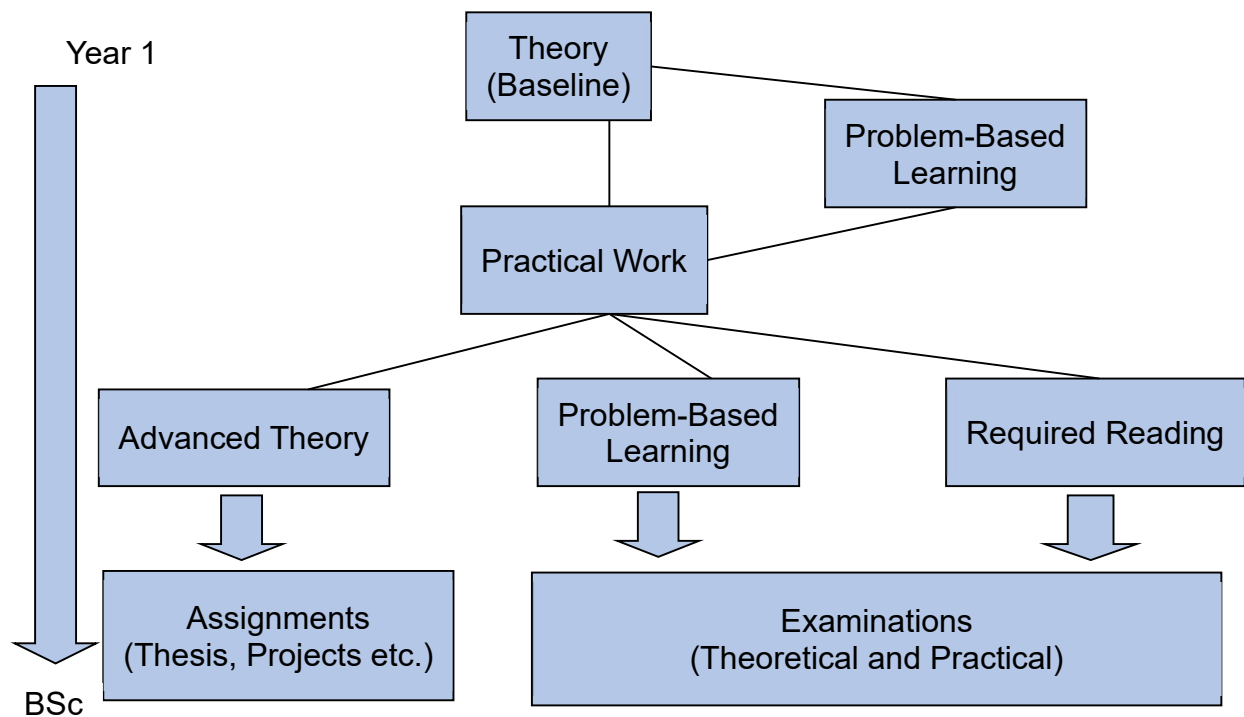 Year 1
Theory
(Baseline)
Problem-Based
Learning
Practical Work
Advanced Theory
Problem-Based
Learning
Required Reading
Assignments
(Thesis, Projects etc.)
Examinations
(Theoretical and Practical)
BSc